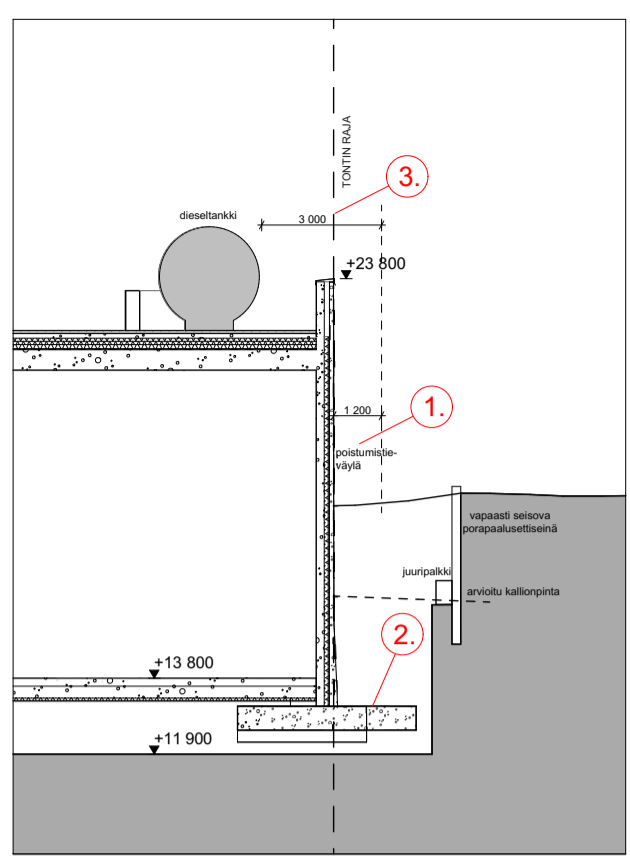 TONTIN RAJA
3.
dieseltankki
3 000
+23 800
1.
1 200
poistumistie-
väylä
vapaasti seisova
porapaalusettiseinä
juuripalkki
arvioitu kallionpinta
2.
+13 800
+11 900